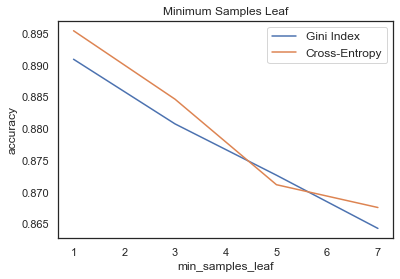 Minimum Samples Leaf
Gini Index
Cross-Entropy
accuracy
0.895
0.890
0.885
0.880
0.875
0.870
0.865
1 2 3 4 5 6 7
min_samples_leaf